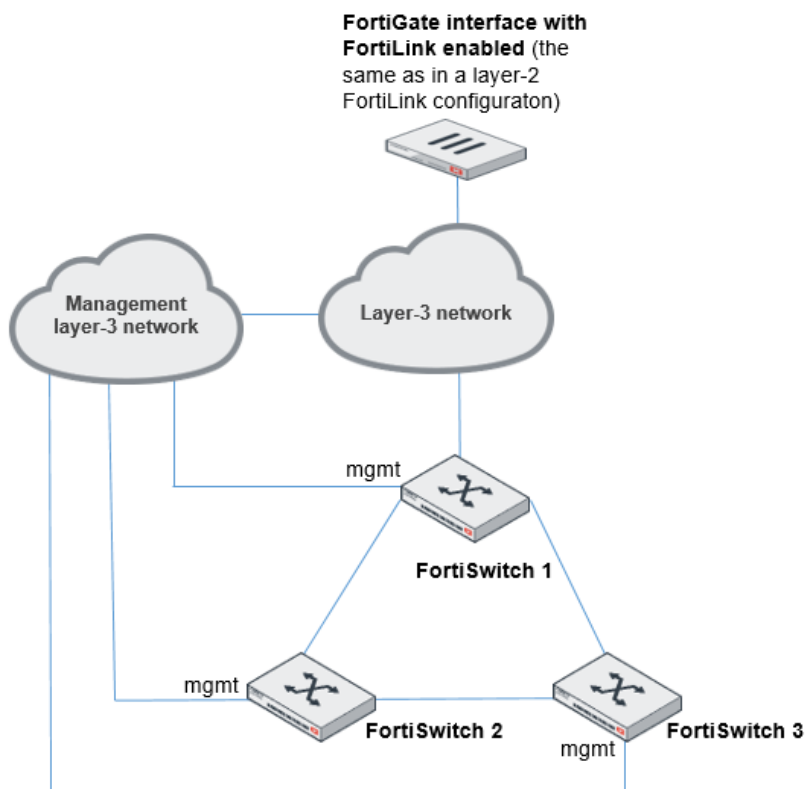 FortiGate interface with
FortiLink enabled (the
same as in a layer-2
FortiLink configuraton)
Management
layer-3 network
Layer-3 network
mgmt
FortiSwitch 1
mgmt
FortiSwitch 2
FortiSwitch 3
mgmt